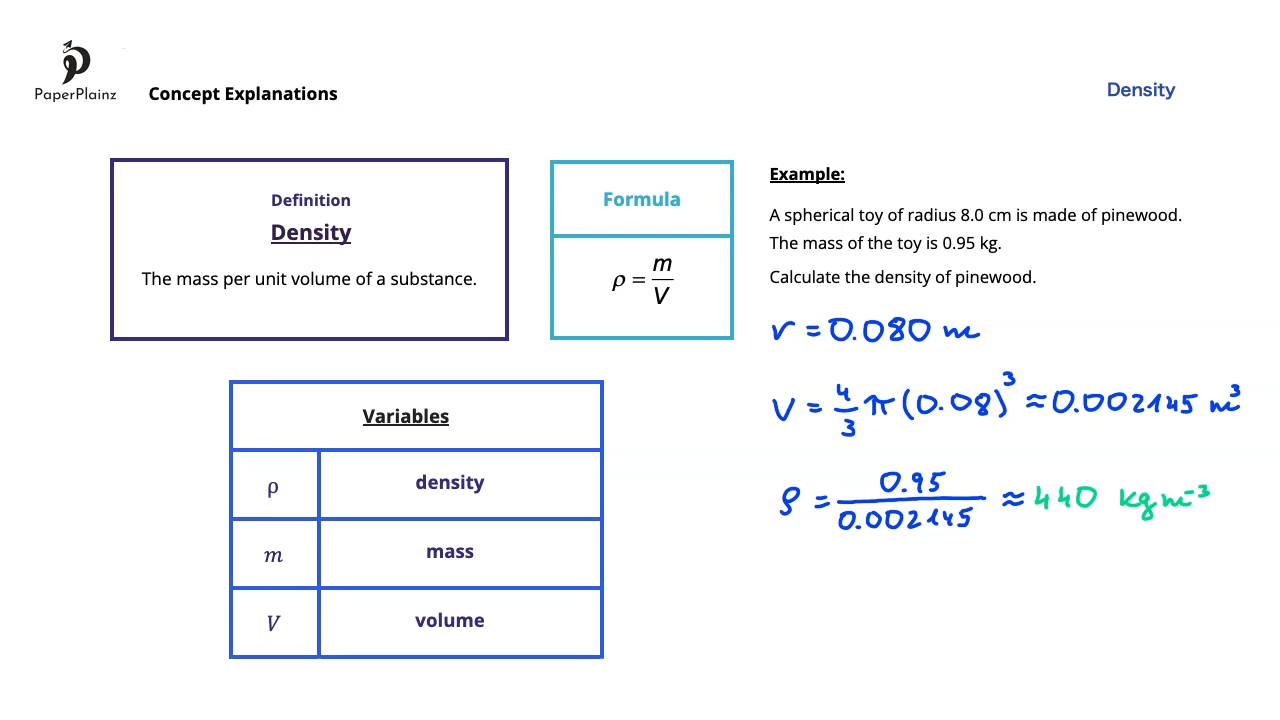 PaperPlainz
Concept Explanations
Density
Definition
Density
The mass per unit volume of a substance.
Formula
ρ = m/V
Variables
ρ density
m mass
V volume
Example:
A spherical toy of radius 8.0 cm is made of pinewood.
The mass of the toy is 0.95 kg.
Calculate the density of pinewood.
r = 0.080 m
V = 4/3 π (0.08)³ ≈ 0.002145 m³
ρ = 0.95/0.002145 ≈ 440 kg m⁻³